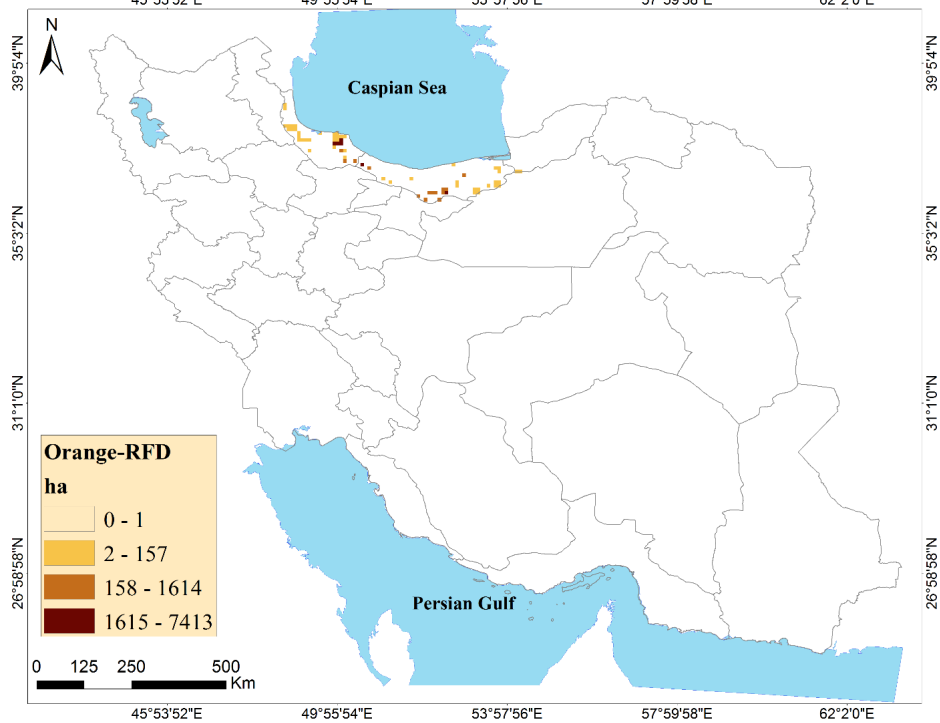 45°53'52"E 49°55'54"E 53°57'56"E 57°59'58"E 62°2'0"E
N
39°5'4"N
39°5'4"N
Caspian Sea
35°3'2"N
35°3'2"N
31°1'0"N
31°1'0"N
Orange-RFD
ha
0 - 1
2 - 157
158 - 1614
1615 - 7413
26°58'58"N
26°58'58"N
Persian Gulf
0 125 250 500
Km
45°53'52"E 49°55'54"E 53°57'56"E 57°59'58"E 62°2'0"E